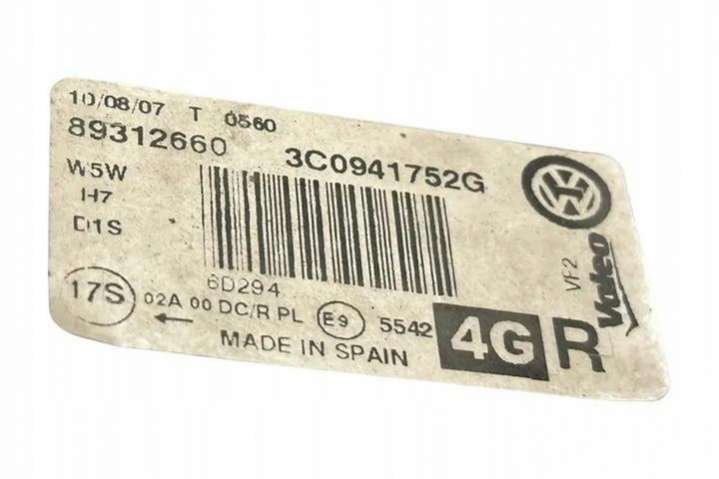 10/08/07 T 0560
89312660 3C0941752G
W5W
H7
D1S
6D294
17S 02A 00 DC/R PL E9 5542
←
MADE IN SPAIN
4G R
VF2
Valeo